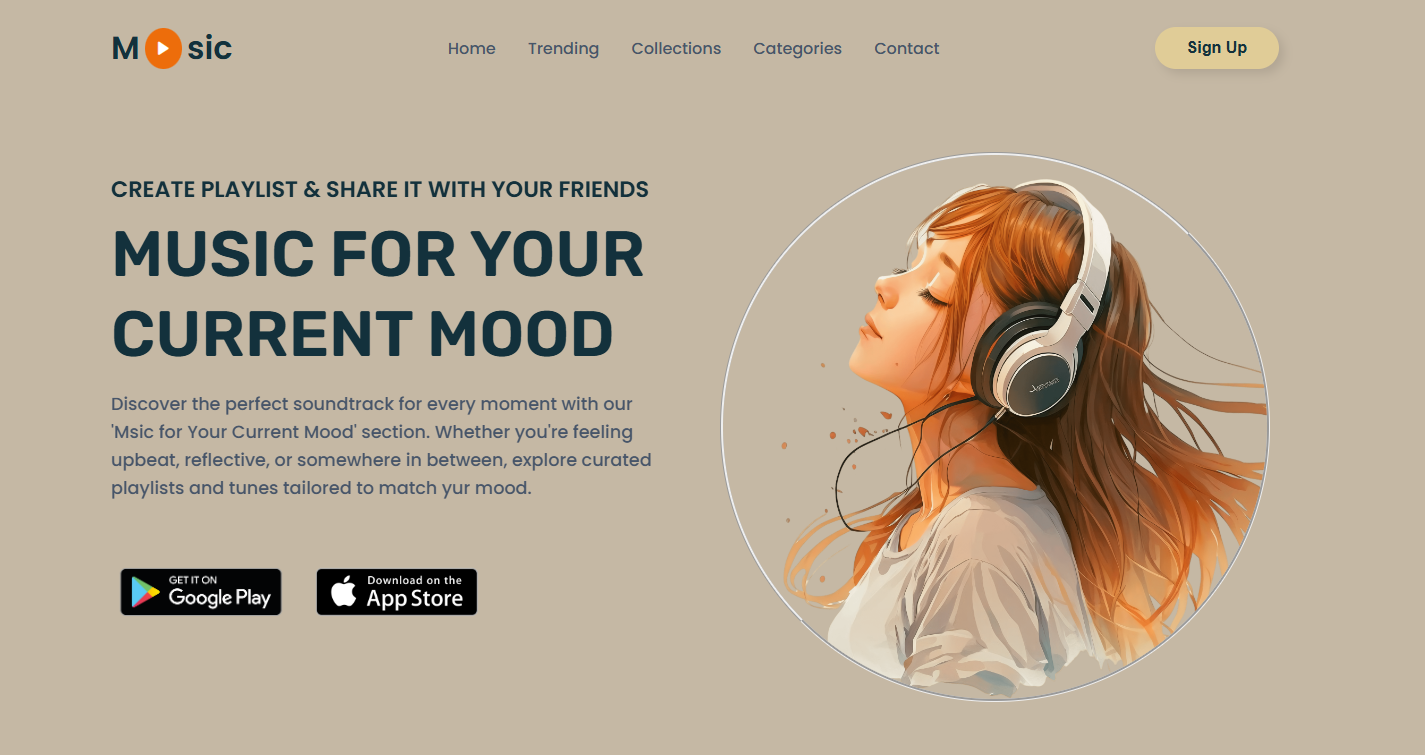 M sic
Home
Trending
Collections
Categories
Contact
Sign Up
CREATE PLAYLIST & SHARE IT WITH YOUR FRIENDS
MUSIC FOR YOUR
CURRENT MOOD
Discover the perfect soundtrack for every moment with our
'Msic for Your Current Mood' section. Whether you're feeling
upbeat, reflective, or somewhere in between, explore curated
playlists and tunes tailored to match yur mood.
GET IT ON
Google Play
Download on the
App Store